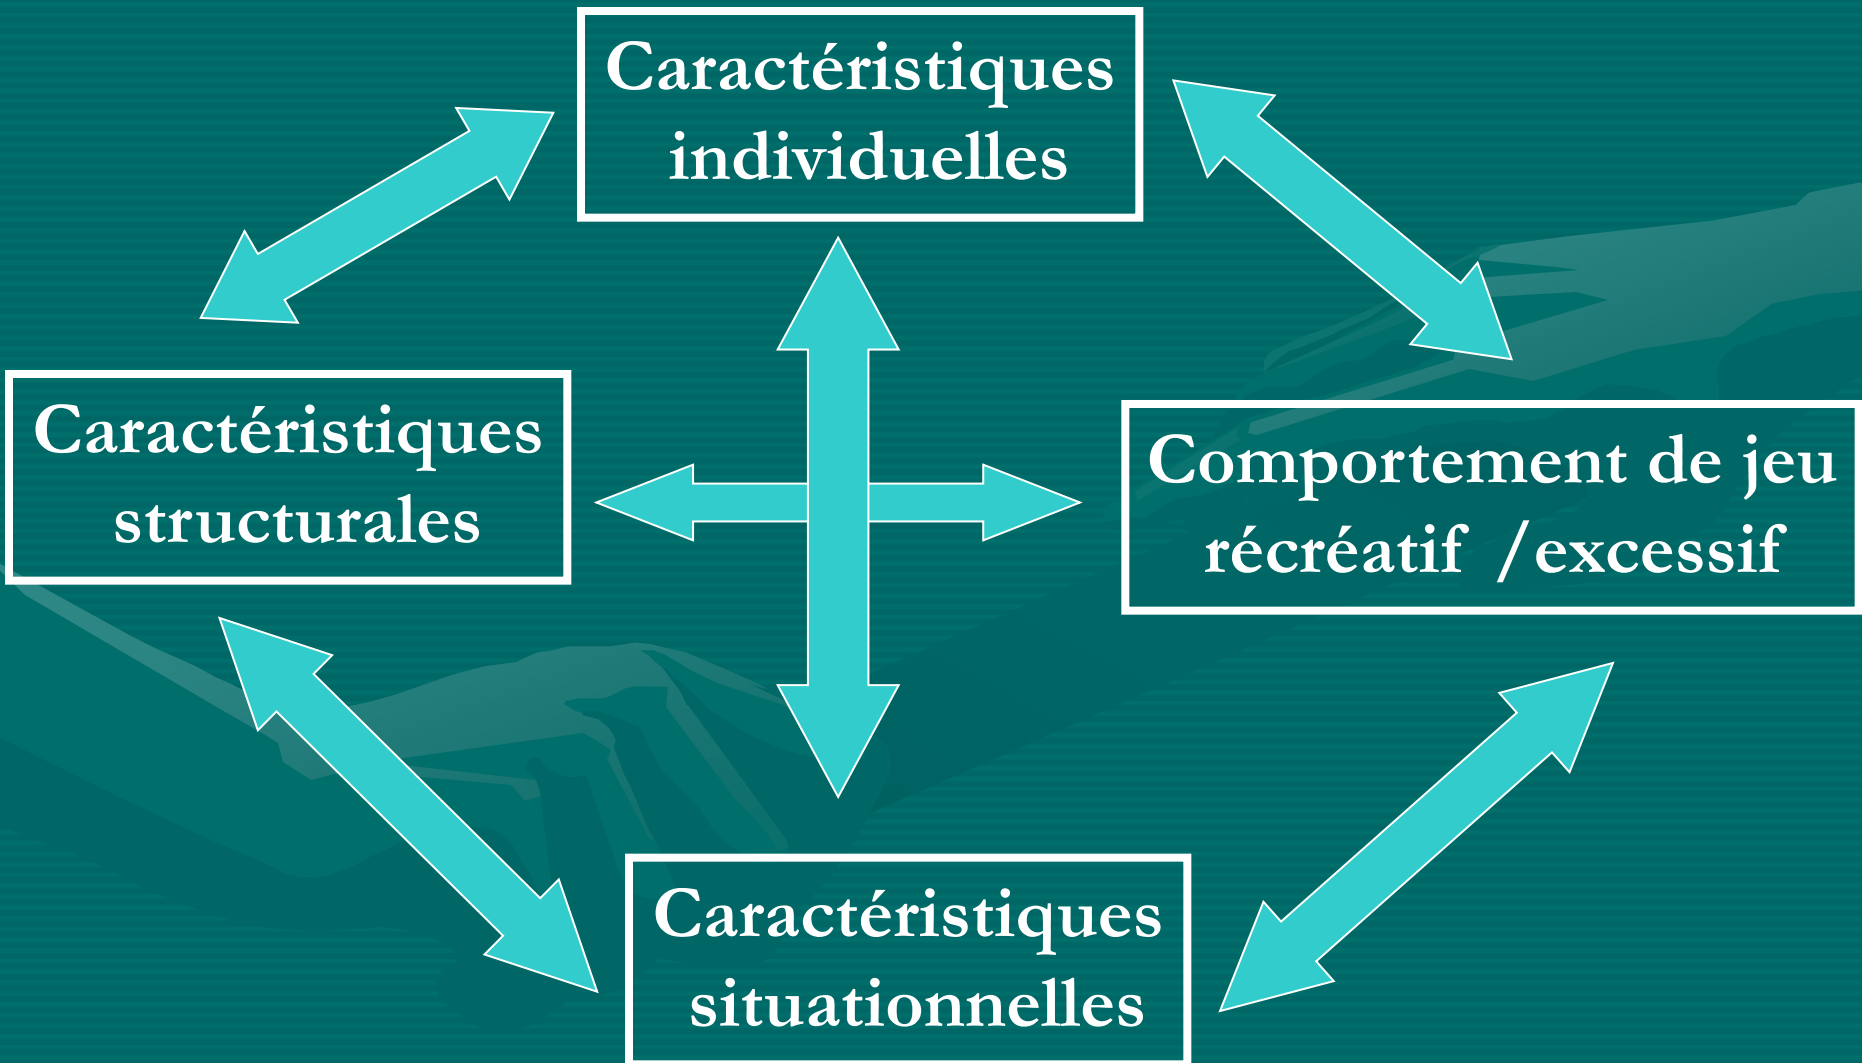 Caractéristiques
individuelles
Caractéristiques
structurales
Comportement de jeu
récréatif /excessif
Caractéristiques
situationnelles